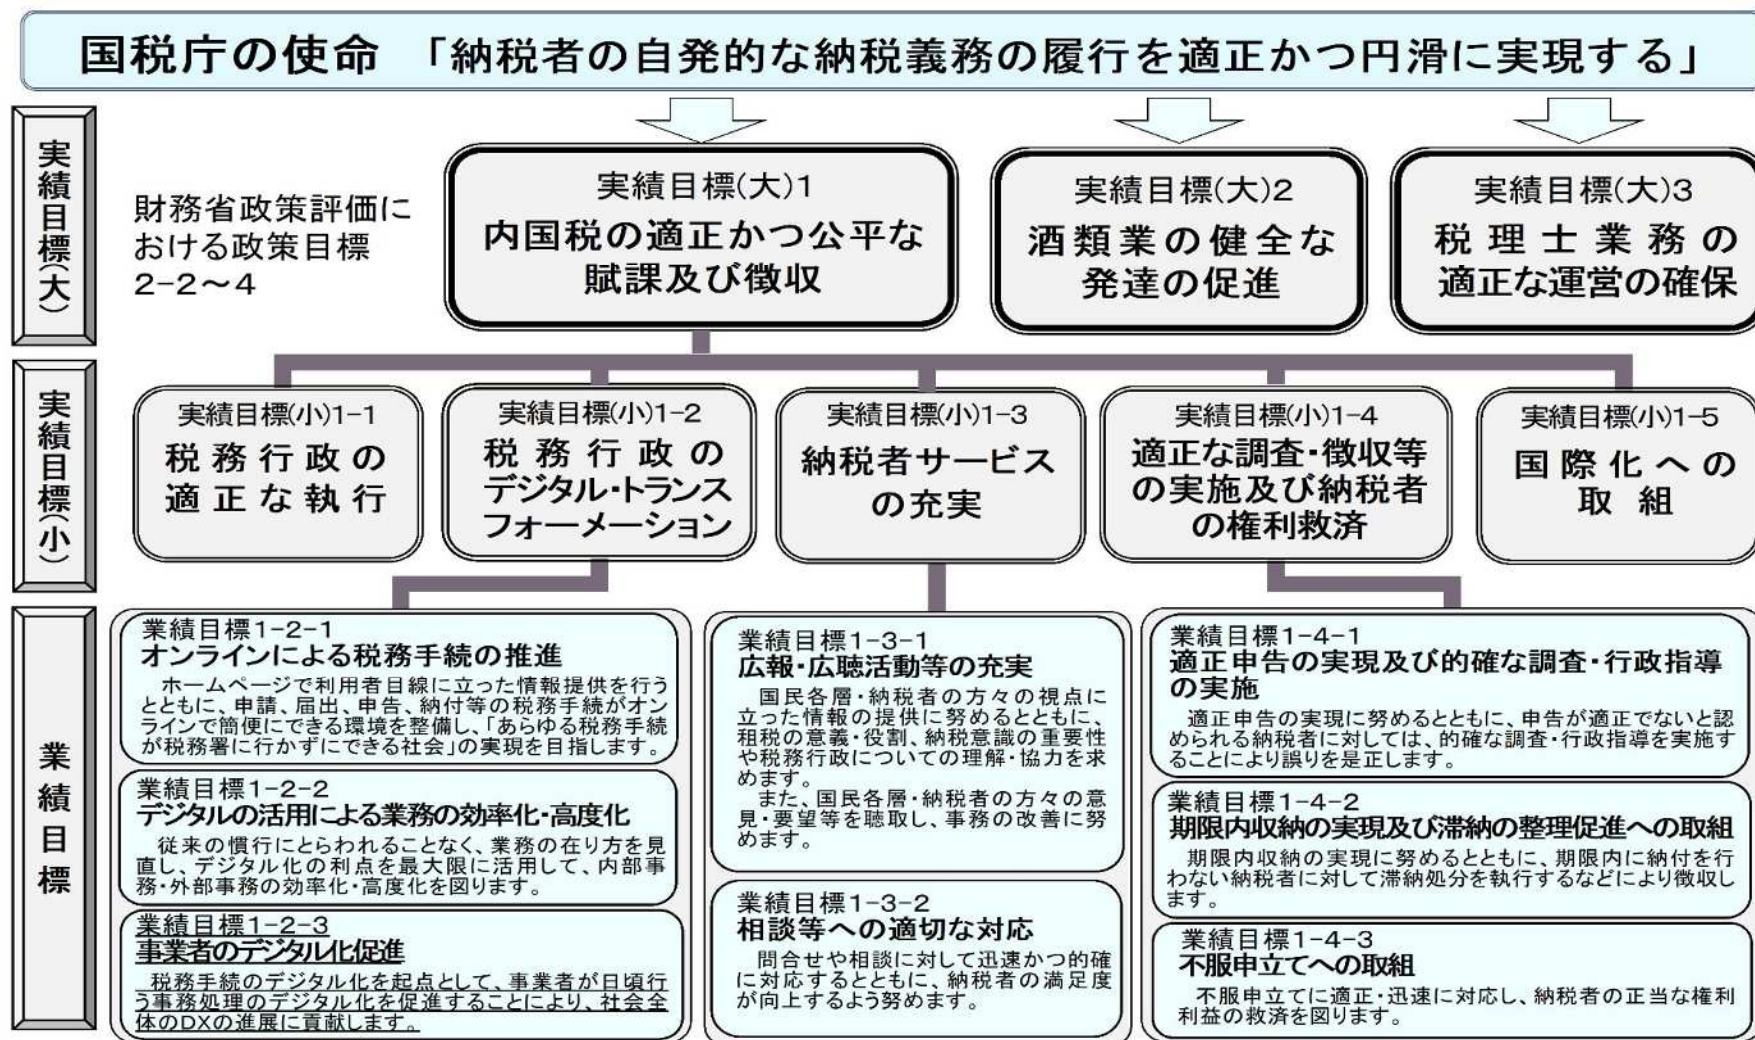 国税庁の使命 「納税者の自発的な納税義務の履行を適正かつ円滑に実現する」
実績目標(大)
財務省政策評価に
おける政策目標
2-2～4
実績目標(大)1
内国税の適正かつ公平な
賦課及び徴収
実績目標(大)2
酒類業の健全な
発達の促進
実績目標(大)3
税理士業務の
適正な運営の確保
実績目標(小)
実績目標(小)1-1
税務行政の
適正な執行
実績目標(小)1-2
税務行政の
デジタル・トランス
フォーメーション
実績目標(小)1-3
納税者サービス
の充実
実績目標(小)1-4
適正な調査・徴収等
の実施及び納税者
の権利救済
実績目標(小)1-5
国際化への
取組
業績目標
業績目標1-2-1
オンラインによる税務手続の推進
ホームページで利用者目線に立った情報提供を行う
とともに、申請、届出、申告、納付等の税務手続がオン
ラインで簡便にできる環境を整備し、「あらゆる税務手続
が税務署に行かずにできる社会」の実現を目指します。
業績目標1-2-2
デジタルの活用による業務の効率化・高度化
従来の慣行にとらわれることなく、業務の在り方を見
直し、デジタル化の利点を最大限に活用して、内部事
務・外部事務の効率化・高度化を図ります。
業績目標1-2-3
事業者のデジタル化促進
税務手続のデジタル化を起点として、事業者が日頃行
う事務処理のデジタル化を促進することにより、社会全
体のDXの進展に貢献します。
業績目標1-3-1
広報・広聴活動等の充実
国民各層・納税者の方々の視点に
立った情報の提供に努めるとともに、
租税の意義・役割、納税意識の重要性
や税務行政についての理解・協力を求
めます。
また、国民各層・納税者の方々の意
見・要望等を聴取し、事務の改善に努
めます。
業績目標1-3-2
相談等への適切な対応
問合せや相談に対して迅速かつ的確
に対応するとともに、納税者の満足度
が向上するよう努めます。
業績目標1-4-1
適正申告の実現及び的確な調査・行政指導
の実施
適正申告の実現に努めるとともに、申告が適正でないと認
められる納税者に対しては、的確な調査・行政指導を実施す
ることにより誤りを是正します。
業績目標1-4-2
期限内収納の実現及び滞納の整理促進への取組
期限内収納の実現に努めるとともに、期限内に納付を行
わない納税者に対して滞納処分を執行するなどにより徴収し
ます。
業績目標1-4-3
不服申立てへの取組
不服申立てに適正・迅速に対応し、納税者の正当な権利
利益の救済を図ります。